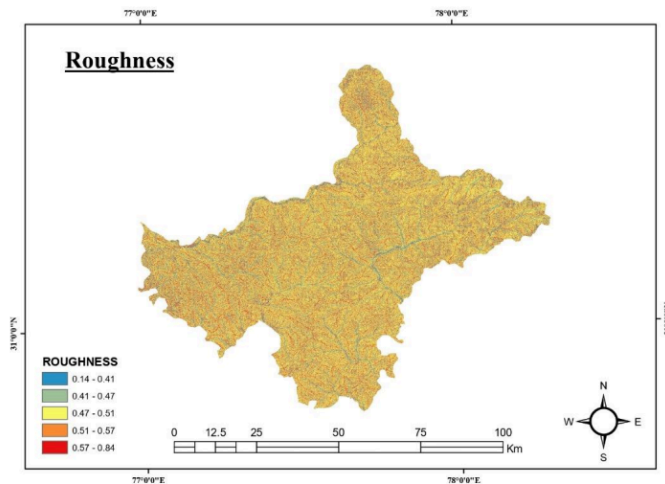 77°0'0"E 78°0'0"E
Roughness
31°0'0"N
ROUGHNESS
0.14 - 0.41
0.41 - 0.47
0.47 - 0.51
0.51 - 0.57
0.57 - 0.84
0 12.5 25 50 75 100
Km
N
W E
S
77°0'0"E 78°0'0"E